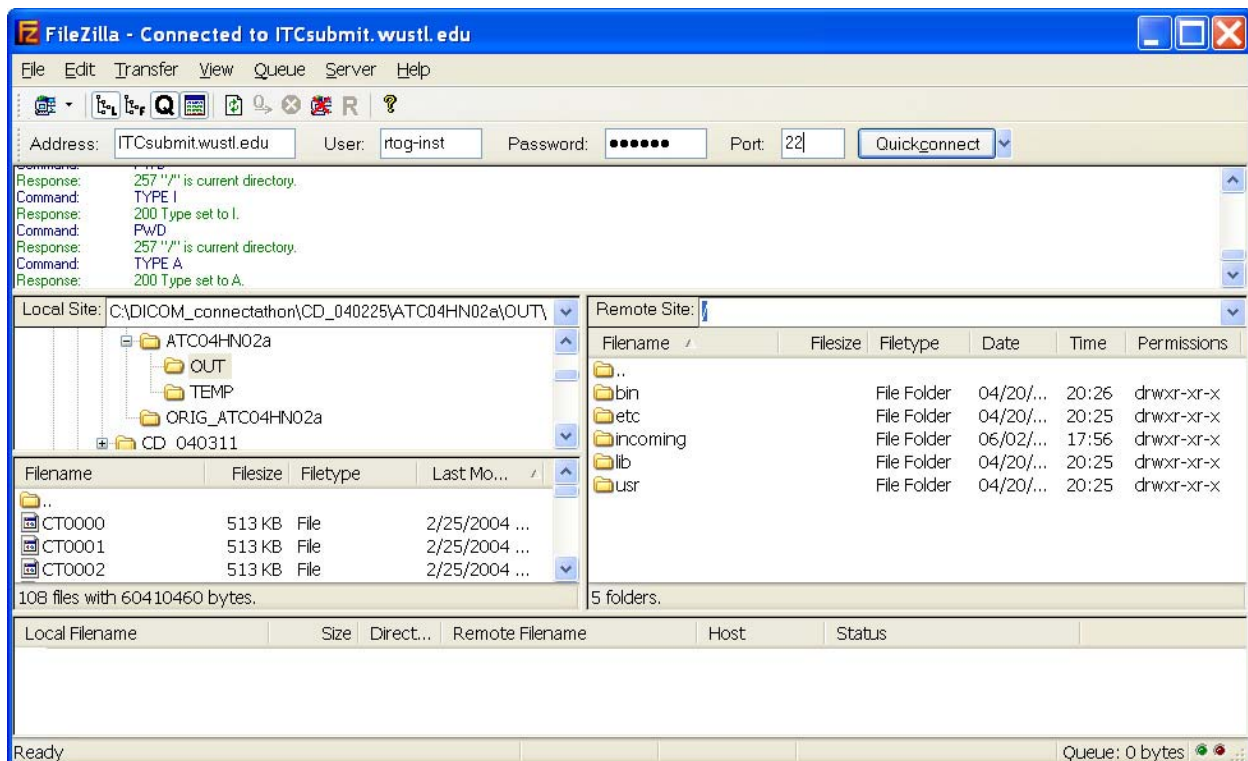 FileZilla - Connected to ITCsubmit.wustl.edu
File Edit Transfer View Queue Server Help
Address: ITCsubmit.wustl.edu User: rtog-inst Password: ●●●●●● Port: 22 Quickconnect
Response: 257 "/" is current directory.
Command: TYPE I
Response: 200 Type set to I.
Command: PWD
Response: 257 "/" is current directory.
Command: TYPE A
Response: 200 Type set to A.
Local Site: C:\DICOM_connectathon\CD_040225\ATC04HN02a\OUT\
ATC04HN02a
OUT
TEMP
ORIG_ATC04HN02a
CD_040311
Filename Filesize Filetype Last Mo...
..
CT0000 513 KB File 2/25/2004 ...
CT0001 513 KB File 2/25/2004 ...
CT0002 513 KB File 2/25/2004 ...
108 files with 60410460 bytes.
Remote Site: /
Filename Filesize Filetype Date Time Permissions
..
bin File Folder 04/20/... 20:26 drwxr-xr-x
etc File Folder 04/20/... 20:25 drwxr-xr-x
incoming File Folder 06/02/... 17:56 drwxr-xr-x
lib File Folder 04/20/... 20:25 drwxr-xr-x
usr File Folder 04/20/... 20:25 drwxr-xr-x
5 folders.
Local Filename Size Direct... Remote Filename Host Status
Ready Queue: 0 bytes